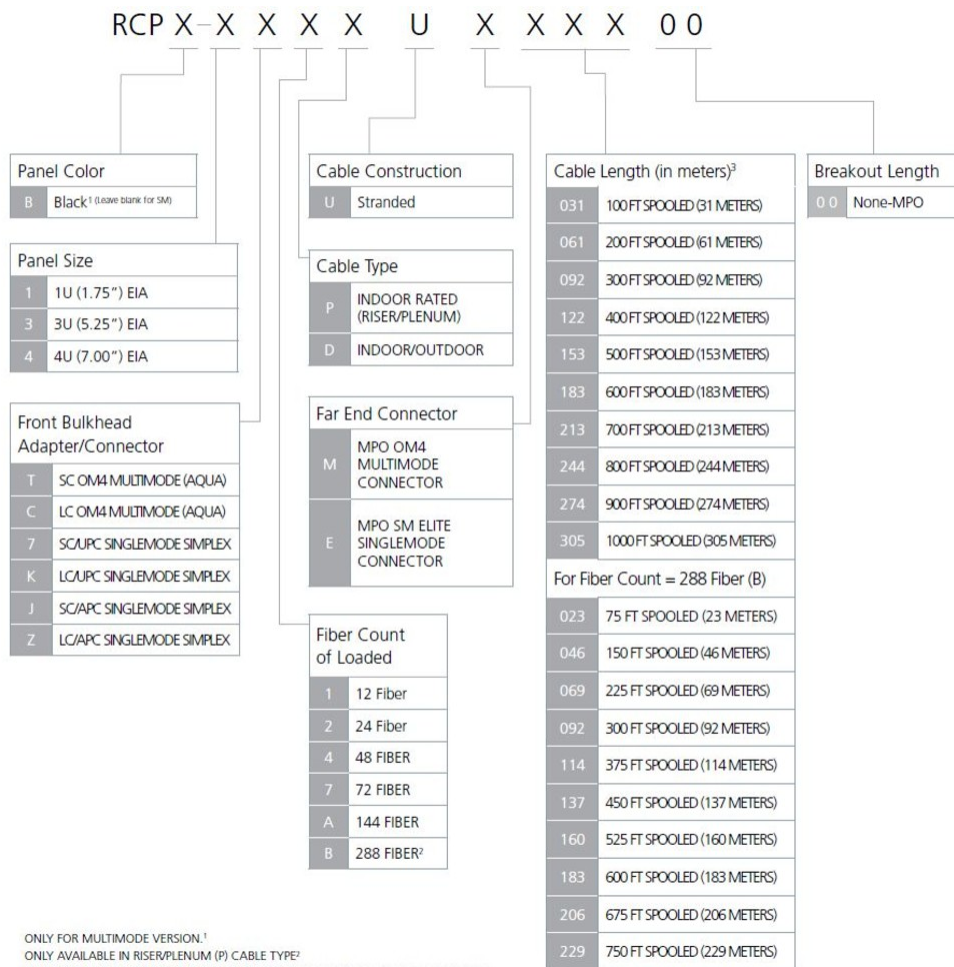 RCP X-X X X X U X X X X 0 0
Panel Color
B Black¹ (Leave blank for SM)
Panel Size
1 1U (1.75") EIA
3 3U (5.25") EIA
4 4U (7.00") EIA
Front Bulkhead
Adapter/Connector
T SC OM4 MULTIMODE (AQUA)
C LC OM4 MULTIMODE (AQUA)
7 SC/UPC SINGLEMODE SIMPLEX
K LC/UPC SINGLEMODE SIMPLEX
J SC/APC SINGLEMODE SIMPLEX
Z LC/APC SINGLEMODE SIMPLEX
Cable Construction
U Stranded
Cable Type
P INDOOR RATED
(RISER/PLENUM)
D INDOOR/OUTDOOR
Far End Connector
M MPO OM4
MULTIMODE
CONNECTOR
E MPO SM ELITE
SINGLEMODE
CONNECTOR
Fiber Count
of Loaded
1 12 Fiber
2 24 Fiber
4 48 FIBER
7 72 FIBER
A 144 FIBER
B 288 FIBER²
Cable Length (in meters)³
031 100 FT SPOOLED (31 METERS)
061 200 FT SPOOLED (61 METERS)
092 300 FT SPOOLED (92 METERS)
122 400 FT SPOOLED (122 METERS)
153 500 FT SPOOLED (153 METERS)
183 600 FT SPOOLED (183 METERS)
213 700 FT SPOOLED (213 METERS)
244 800 FT SPOOLED (244 METERS)
274 900 FT SPOOLED (274 METERS)
305 1000 FT SPOOLED (305 METERS)
For Fiber Count = 288 Fiber (B)
023 75 FT SPOOLED (23 METERS)
046 150 FT SPOOLED (46 METERS)
069 225 FT SPOOLED (69 METERS)
092 300 FT SPOOLED (92 METERS)
114 375 FT SPOOLED (114 METERS)
137 450 FT SPOOLED (137 METERS)
160 525 FT SPOOLED (160 METERS)
183 600 FT SPOOLED (183 METERS)
206 675 FT SPOOLED (206 METERS)
229 750 FT SPOOLED (229 METERS)
Breakout Length
0 0 None-MPO
ONLY FOR MULTIMODE VERSION.¹
ONLY AVAILABLE IN RISER/PLENUM (P) CABLE TYPE²